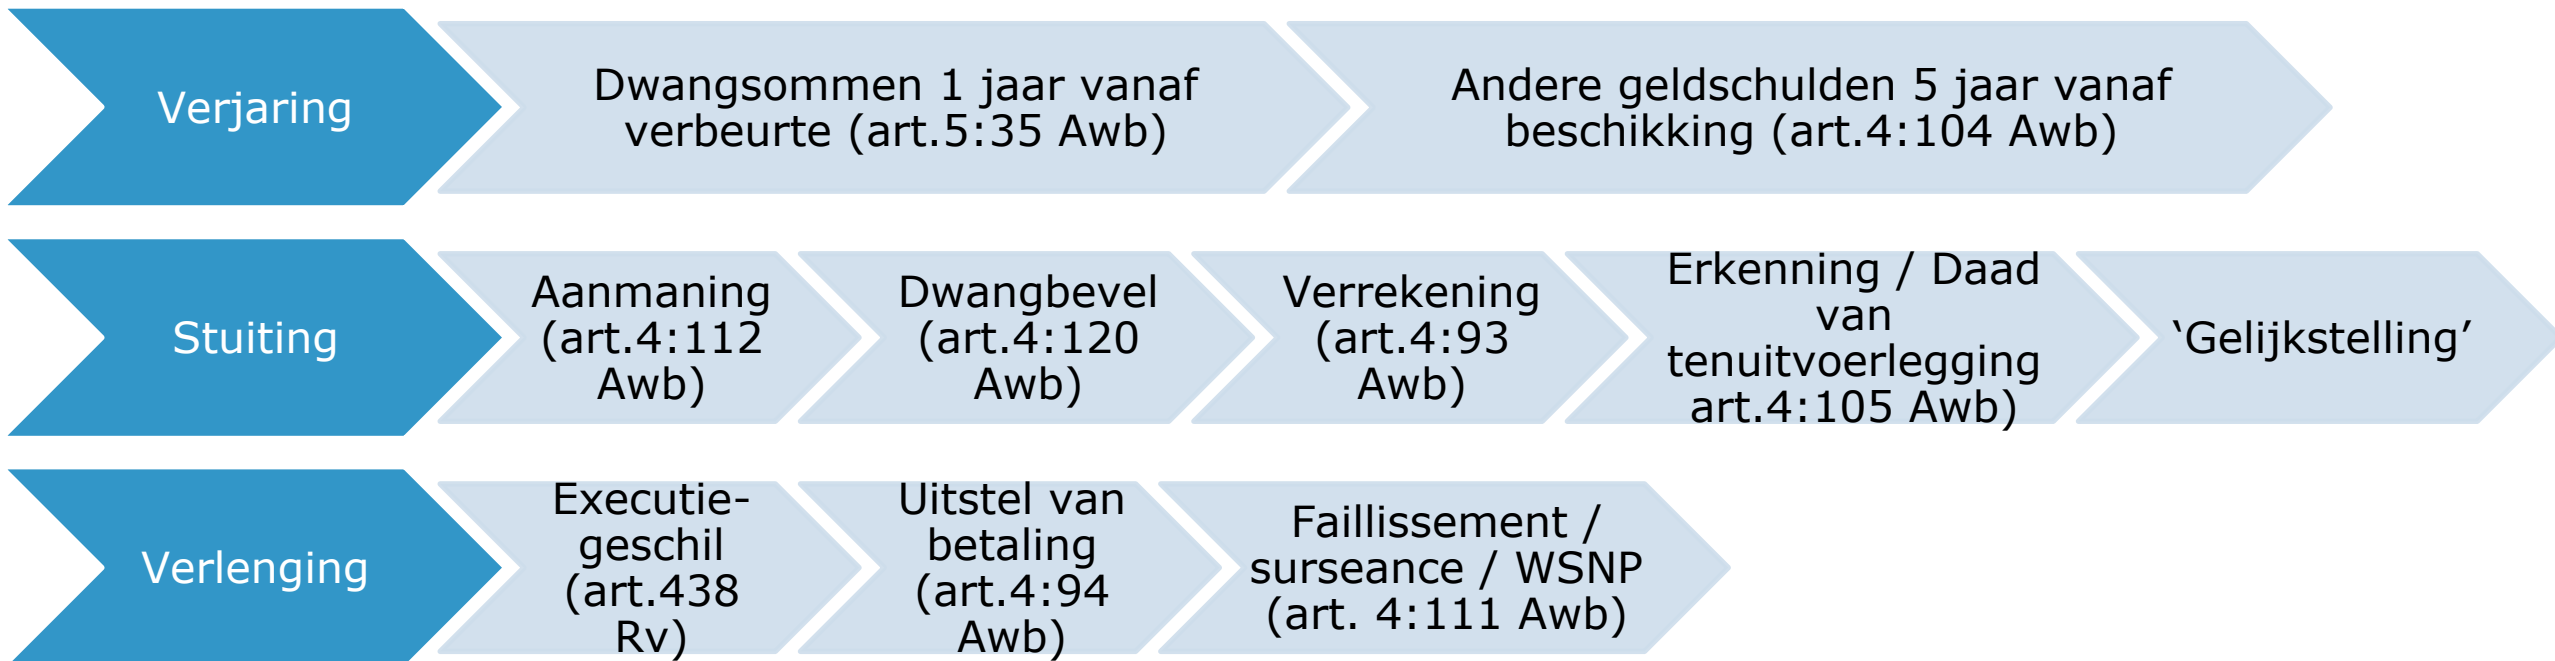 Verjaring
Dwangsommen 1 jaar vanaf
verbeurte (art.5:35 Awb)
Andere geldschulden 5 jaar vanaf
beschikking (art.4:104 Awb)
Stuiting
Aanmaning
(art.4:112
Awb)
Dwangbevel
(art.4:120
Awb)
Verrekening
(art.4:93
Awb)
Erkenning / Daad
van
tenuitvoerlegging
art.4:105 Awb)
‘Gelijkstelling’
Verlenging
Executie-
geschil
(art.438
Rv)
Uitstel van
betaling
(art.4:94
Awb)
Faillissement /
surseance / WSNP
(art. 4:111 Awb)